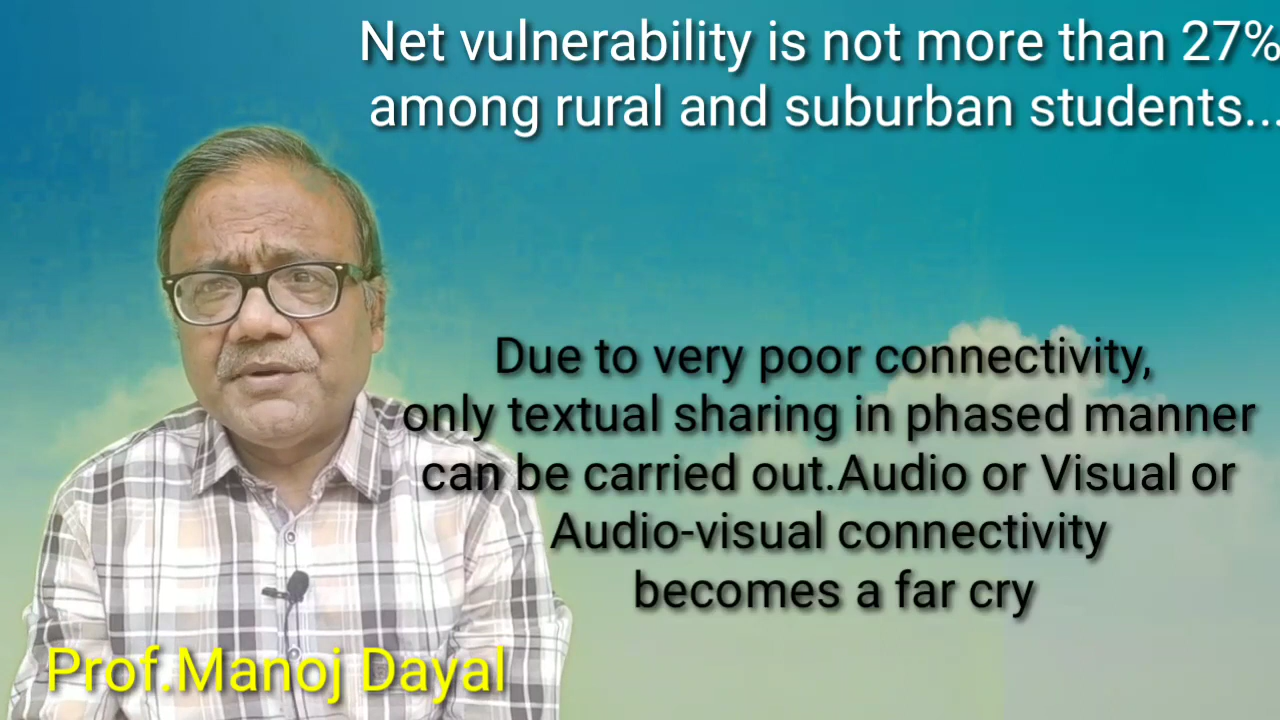 Net vulnerability is not more than 27%
among rural and suburban students...
Due to very poor connectivity,
only textual sharing in phased manner
can be carried out.Audio or Visual or
Audio-visual connectivity
becomes a far cry
Prof.Manoj Dayal